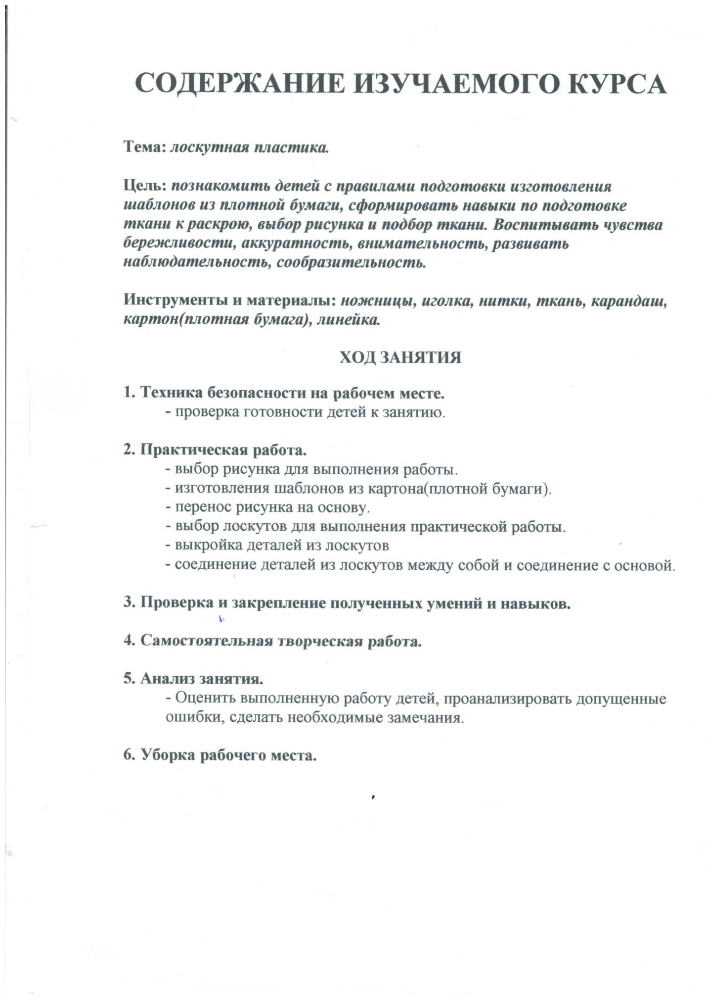 СОДЕРЖАНИЕ ИЗУЧАЕМОГО КУРСА
Тема: лоскутная пластика.
Цель: познакомить детей с правилами подготовки изготовления
шаблонов из плотной бумаги, сформировать навыки по подготовке
ткани к раскрою, выбор рисунка и подбор ткани. Воспитывать чувства
бережливости, аккуратность, внимательность, развивать
наблюдательность, сообразительность.
Инструменты и материалы: ножницы, иголка, нитки, ткань, карандаш,
картон(плотная бумага), линейка.
ХОД ЗАНЯТИЯ
1. Техника безопасности на рабочем месте.
- проверка готовности детей к занятию.
2. Практическая работа.
- выбор рисунка для выполнения работы.
- изготовления шаблонов из картона(плотной бумаги).
- перенос рисунка на основу.
- выбор лоскутов для выполнения практической работы.
- выкройка деталей из лоскутов
- соединение деталей из лоскутов между собой и соединение с основой.
3. Проверка и закрепление полученных умений и навыков.
4. Самостоятельная творческая работа.
5. Анализ занятия.
- Оценить выполненную работу детей, проанализировать допущенные
ошибки, сделать необходимые замечания.
6. Уборка рабочего места.